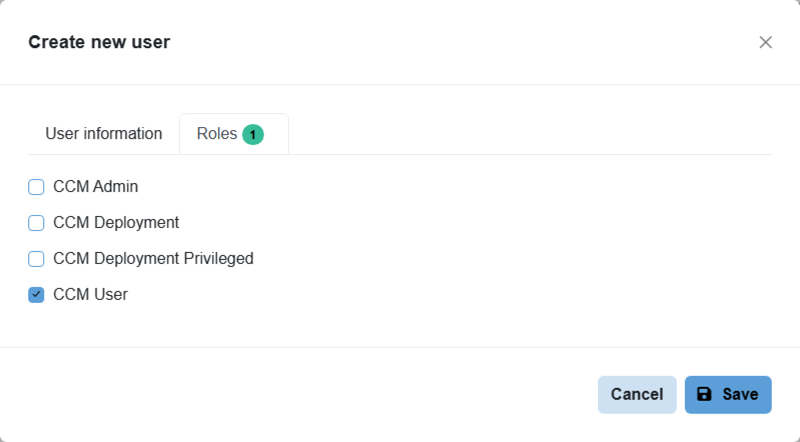 Create new user
User information
Roles 1
CCM Admin
CCM Deployment
CCM Deployment Privileged
CCM User
Cancel Save